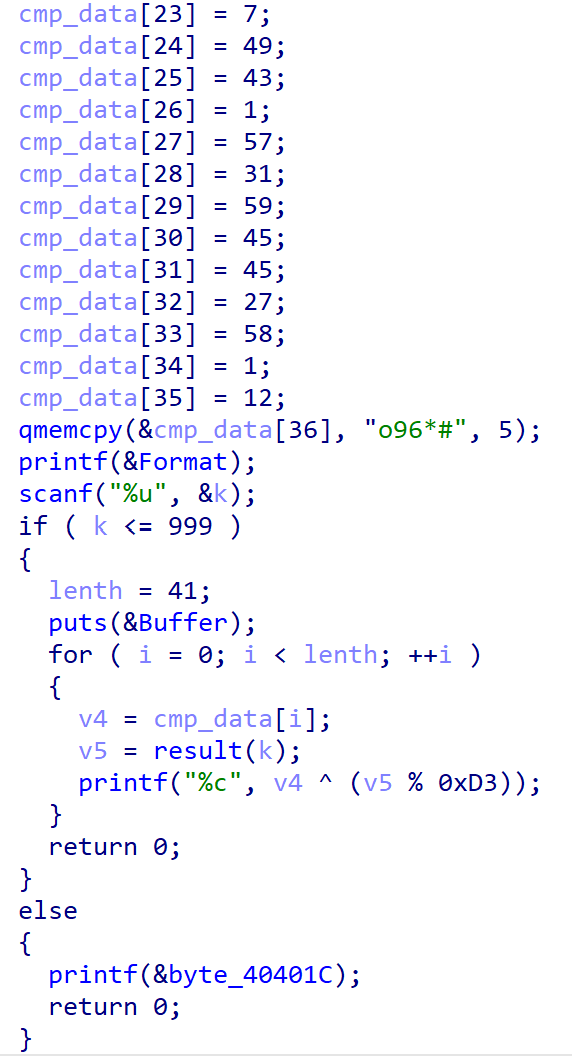 cmp_data[23] = 7;
cmp_data[24] = 49;
cmp_data[25] = 43;
cmp_data[26] = 1;
cmp_data[27] = 57;
cmp_data[28] = 31;
cmp_data[29] = 59;
cmp_data[30] = 45;
cmp_data[31] = 45;
cmp_data[32] = 27;
cmp_data[33] = 58;
cmp_data[34] = 1;
cmp_data[35] = 12;
qmemcpy(&cmp_data[36], "o96*#", 5);
printf(&Format);
scanf("%u", &k);
if ( k <= 999 )
{
  lenth = 41;
  puts(&Buffer);
  for ( i = 0; i < lenth; ++i )
  {
    v4 = cmp_data[i];
    v5 = result(k);
    printf("%c", v4 ^ (v5 % 0xD3));
  }
  return 0;
}
else
{
  printf(&byte_40401C);
  return 0;
}